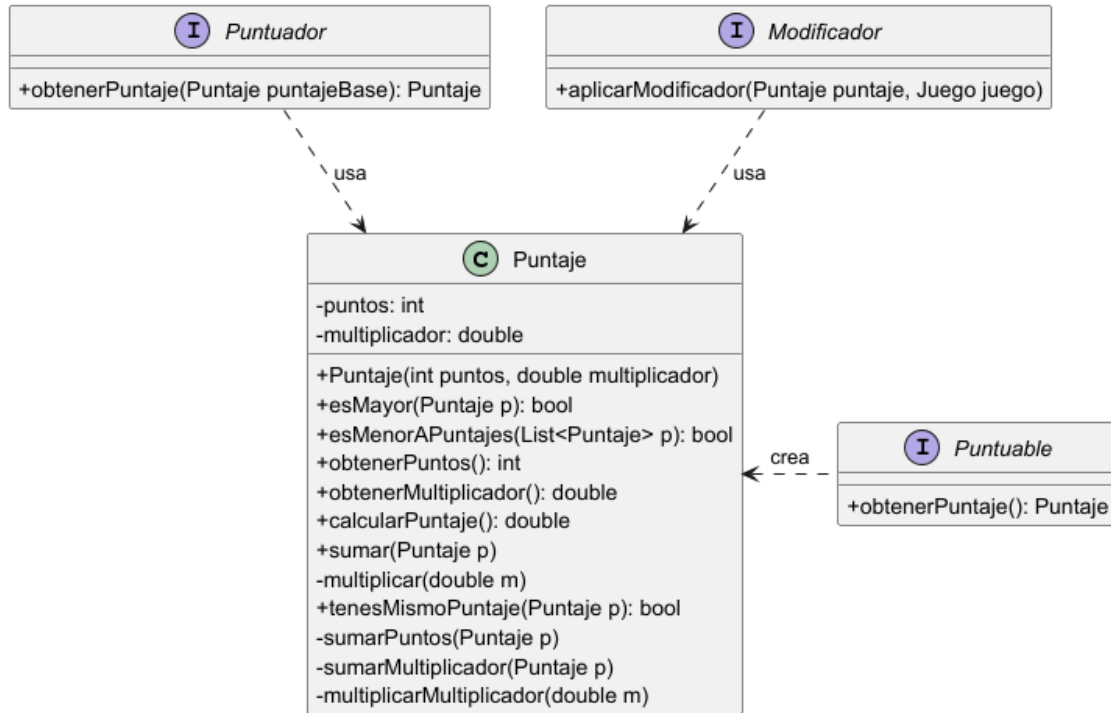 I Puntuador
+obtenerPuntaje(Puntaje puntajeBase): Puntaje
I Modificador
+aplicarModificador(Puntaje puntaje, Juego juego)
usa
usa
C Puntaje
-puntos: int
-multiplicador: double
+Puntaje(int puntos, double multiplicador)
+esMayor(Puntaje p): bool
+esMenorAPuntajes(List<Puntaje> p): bool
+obtenerPuntos(): int
+obtenerMultiplicador(): double
+calcularPuntaje(): double
+sumar(Puntaje p)
-multiplicar(double m)
+tenesMismoPuntaje(Puntaje p): bool
-sumarPuntos(Puntaje p)
-sumarMultiplicador(Puntaje p)
-multiplicarMultiplicador(double m)
crea
I Puntuable
+obtenerPuntaje(): Puntaje